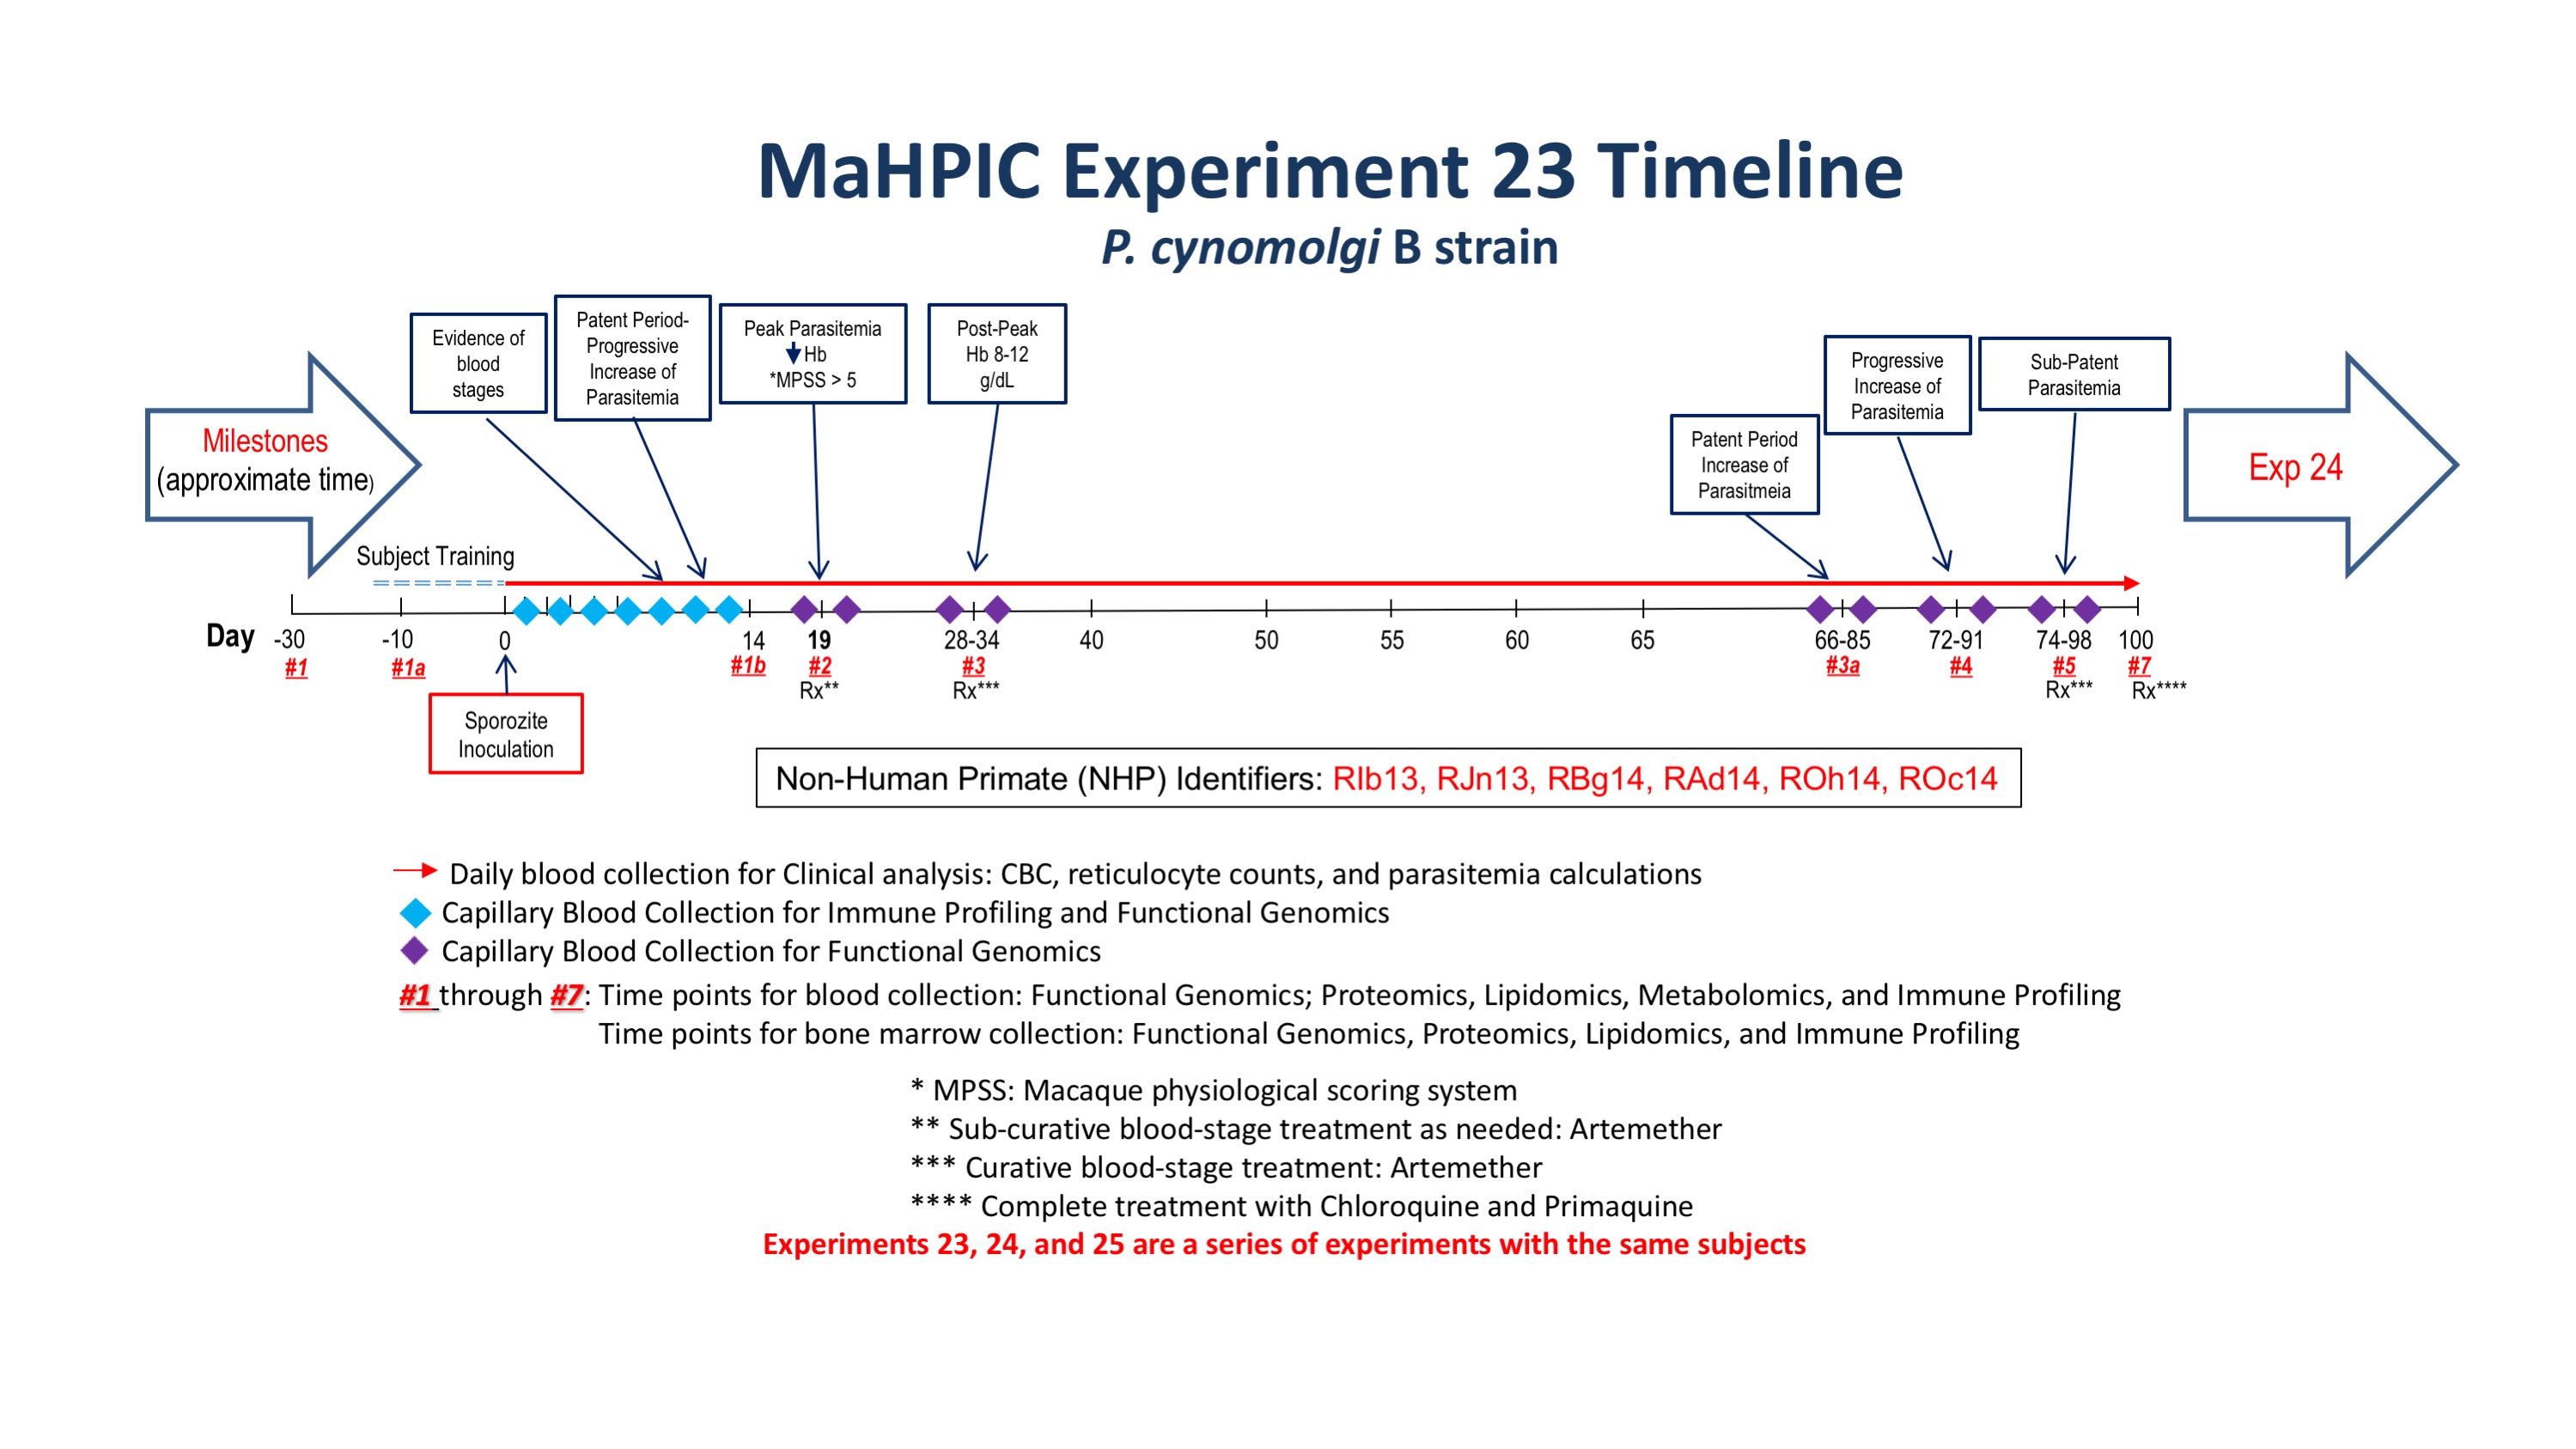 MaHPIC Experiment 23 Timeline
P. cynomolgi B strain
Evidence of
blood
stages
Patent Period-
Progressive
Increase of
Parasitemia
Peak Parasitemia
Hb
*MPSS > 5
Post-Peak
Hb 8-12
g/dL
Patent Period
Increase of
Parasitmeia
Progressive
Increase of
Parasitemia
Sub-Patent
Parasitemia
Milestones
(approximate time)
Exp 24
Subject Training
Day -30 -10 0 14 19 28-34 40 50 55 60 65 66-85 72-91 74-98 100
#1 #1a #1b #2 #3 #3a #4 #5 #7
Rx** Rx*** Rx*** Rx****
Sporozite
Inoculation
Non-Human Primate (NHP) Identifiers: RIb13, RJn13, RBg14, RAd14, ROh14, ROc14
Daily blood collection for Clinical analysis: CBC, reticulocyte counts, and parasitemia calculations
Capillary Blood Collection for Immune Profiling and Functional Genomics
Capillary Blood Collection for Functional Genomics
#1 through #7: Time points for blood collection: Functional Genomics; Proteomics, Lipidomics, Metabolomics, and Immune Profiling
Time points for bone marrow collection: Functional Genomics, Proteomics, Lipidomics, and Immune Profiling
* MPSS: Macaque physiological scoring system
** Sub-curative blood-stage treatment as needed: Artemether
*** Curative blood-stage treatment: Artemether
**** Complete treatment with Chloroquine and Primaquine
Experiments 23, 24, and 25 are a series of experiments with the same subjects